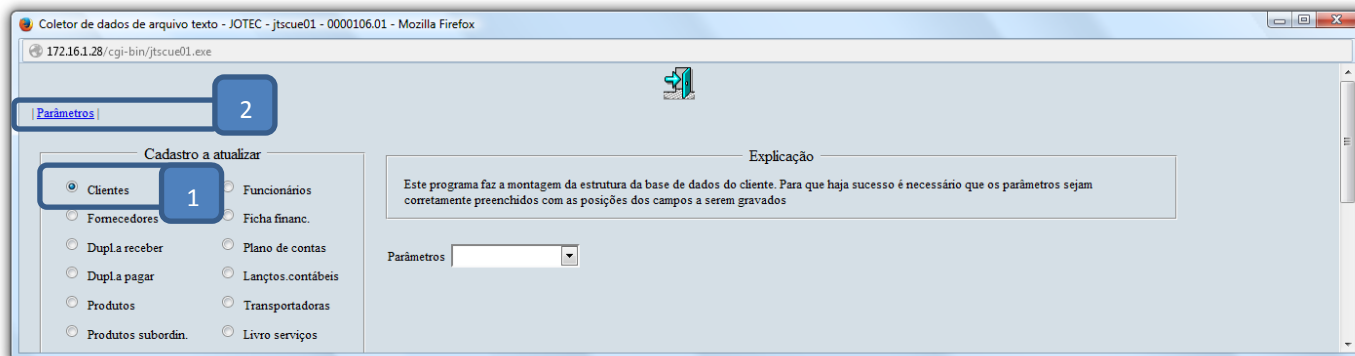 Coletor de dados de arquivo texto - JOTEC - jtscue01 - 0000106.01 - Mozilla Firefox
172.16.1.28/cgi-bin/jtscue01.exe
| Parâmetros |
2
Cadastro a atualizar
Clientes
1
Funcionários
Fornecedores
Ficha financ.
Dupl.a receber
Plano de contas
Dupl.a pagar
Lançtos.contábeis
Produtos
Transportadoras
Produtos subordin.
Livro serviços
Explicação
Este programa faz a montagem da estrutura da base de dados do cliente. Para que haja sucesso é necessário que os parâmetros sejam
corretamente preenchidos com as posições dos campos a serem gravados
Parâmetros